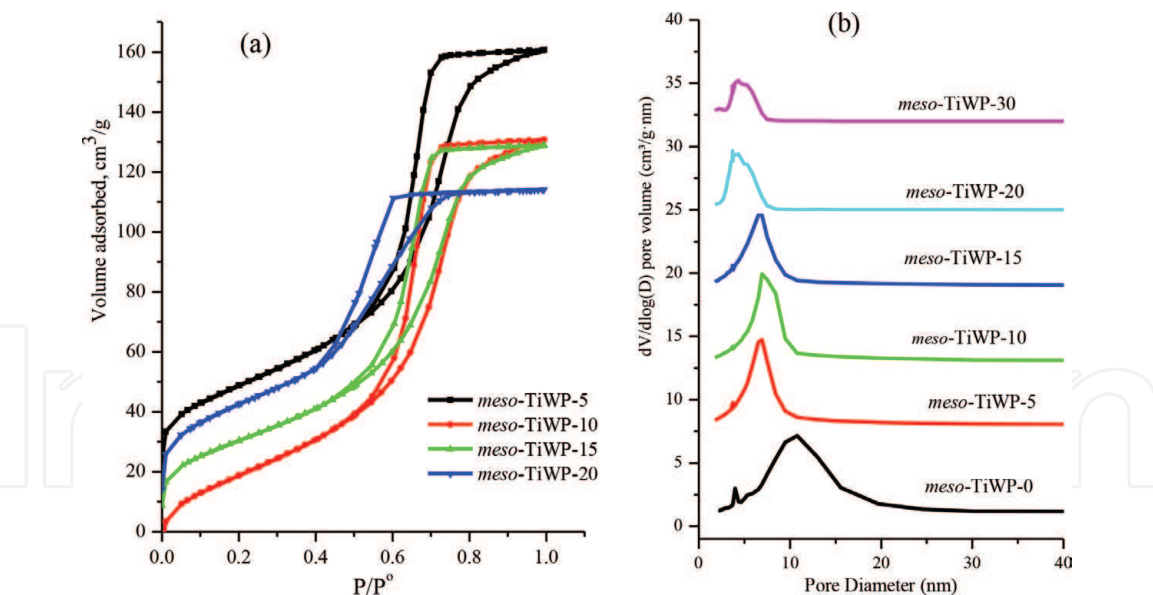 (a)
Volume adsorbed, cm³/g
160
140
120
100
80
60
40
20
0
0.0 0.2 0.4 0.6 0.8 1.0
P/P°
meso-TiWP-5
meso-TiWP-10
meso-TiWP-15
meso-TiWP-20
(b)
dV/dlog(D) pore volume (cm³/g·nm)
40
35
30
25
20
15
10
5
0
0 10 20 30 40
Pore Diameter (nm)
meso-TiWP-30
meso-TiWP-20
meso-TiWP-15
meso-TiWP-10
meso-TiWP-5
meso-TiWP-0